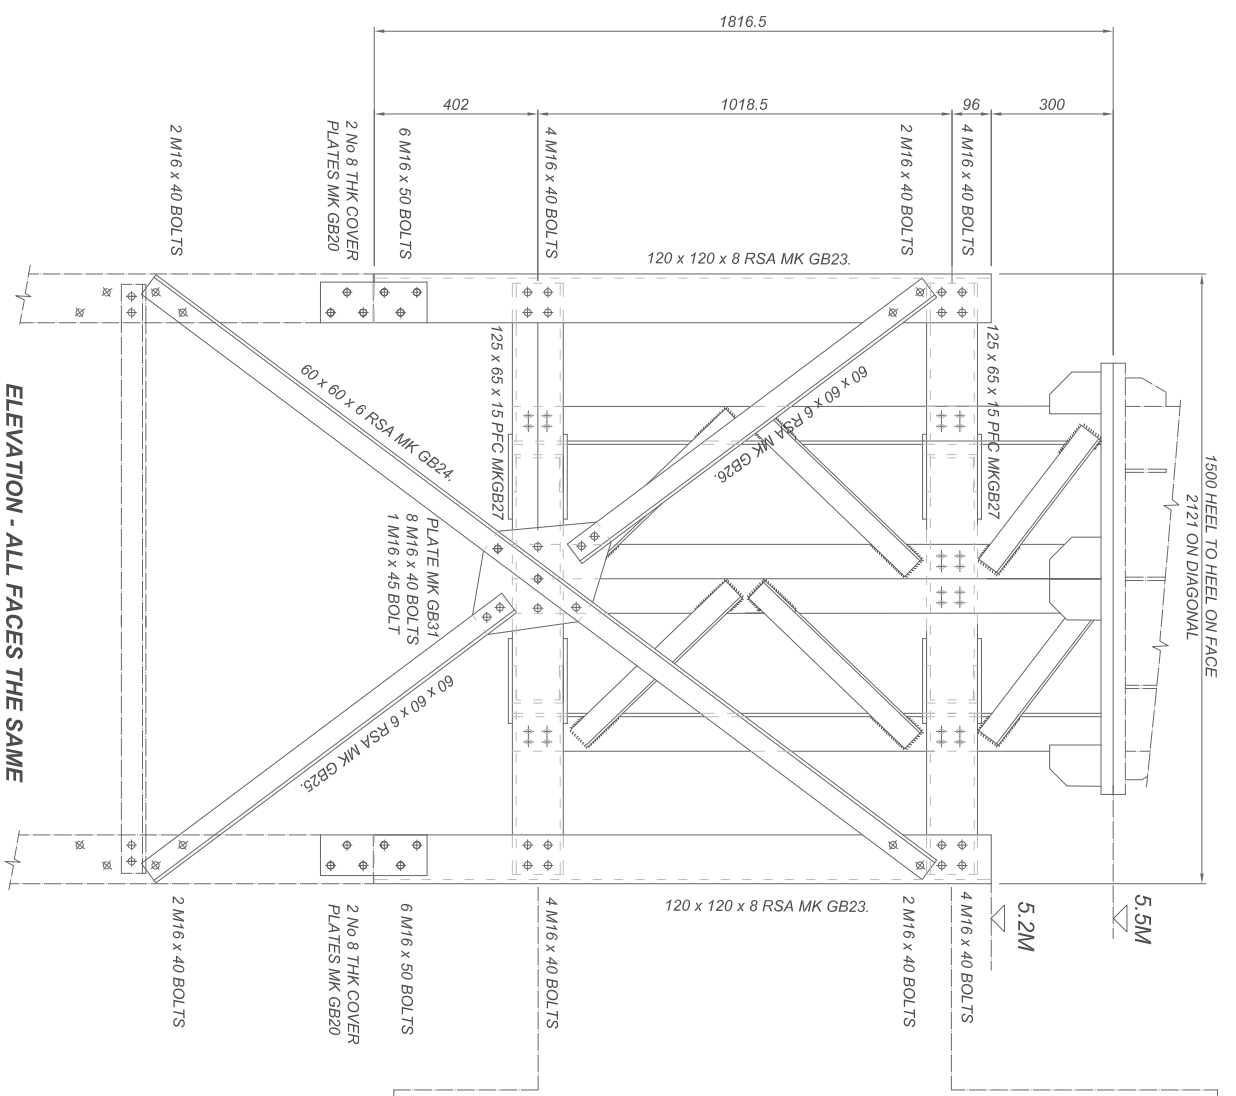 1816.5
402
1018.5
96
300
2 M16 x 40 BOLTS
2 No 8 THK COVER
PLATES MK GB20
6 M16 x 50 BOLTS
4 M16 x 40 BOLTS
2 M16 x 40 BOLTS
4 M16 x 40 BOLTS
120 x 120 x 8 RSA MK GB23.
125 x 65 x 15 PFC MKGB27
125 x 65 x 15 PFC MKGB27
60 x 60 x 6 RSA MK GB24.
60 x 60 x 6 RSA MK GB26.
1500 HEEL TO HEEL ON FACE
2121 ON DIAGONAL
PLATE MK GB31
8 M16 x 40 BOLTS
1 M16 x 45 BOLT
60 x 60 x 6 RSA MK GB25.
ELEVATION - ALL FACES THE SAME
120 x 120 x 8 RSA MK GB23.
2 M16 x 40 BOLTS
2 No 8 THK COVER
PLATES MK GB20
6 M16 x 50 BOLTS
4 M16 x 40 BOLTS
2 M16 x 40 BOLTS
4 M16 x 40 BOLTS
5.2M
5.5M